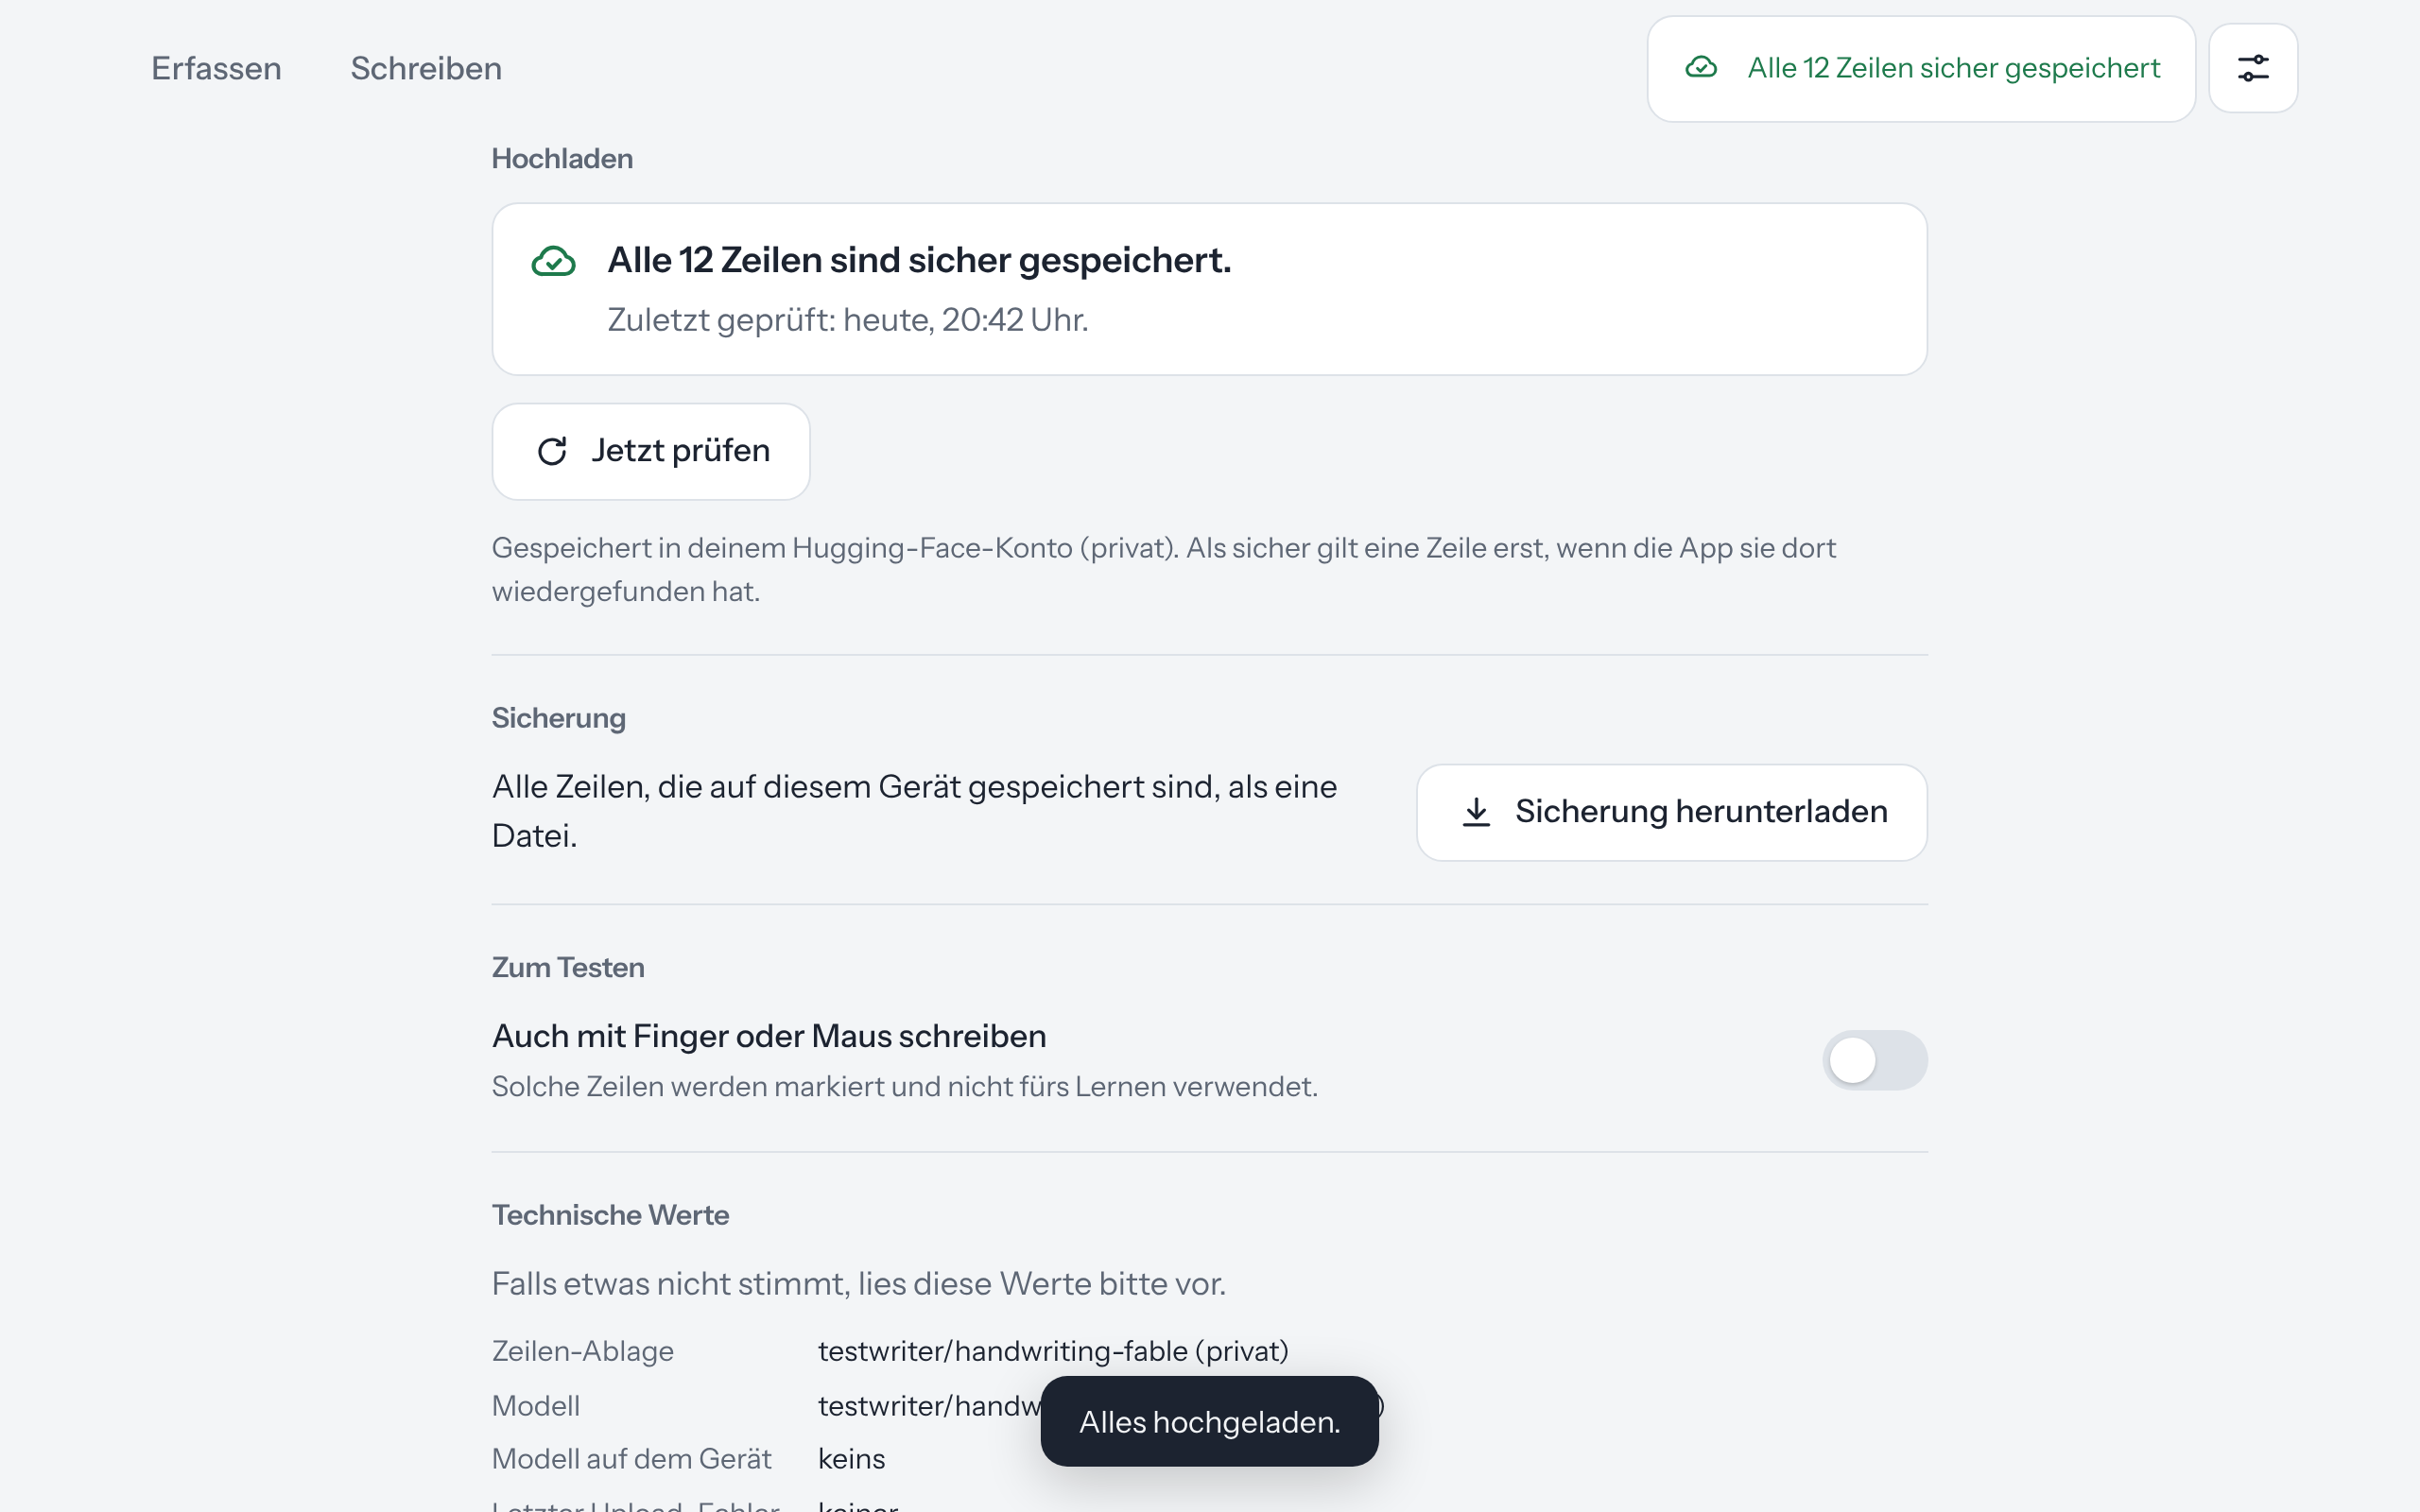 Erfassen Schreiben Alle 12 Zeilen sicher gespeichert
Hochladen
Alle 12 Zeilen sind sicher gespeichert.
Zuletzt geprüft: heute, 20:42 Uhr.
Jetzt prüfen
Gespeichert in deinem Hugging-Face-Konto (privat). Als sicher gilt eine Zeile erst, wenn die App sie dort
wiedergefunden hat.
Sicherung
Alle Zeilen, die auf diesem Gerät gespeichert sind, als eine
Datei.
Sicherung herunterladen
Zum Testen
Auch mit Finger oder Maus schreiben
Solche Zeilen werden markiert und nicht fürs Lernen verwendet.
Technische Werte
Falls etwas nicht stimmt, lies diese Werte bitte vor.
Zeilen-Ablage testwriter/handwriting-fable (privat)
Modell testwriter/handw
Alles hochgeladen.
Modell auf dem Gerät keins